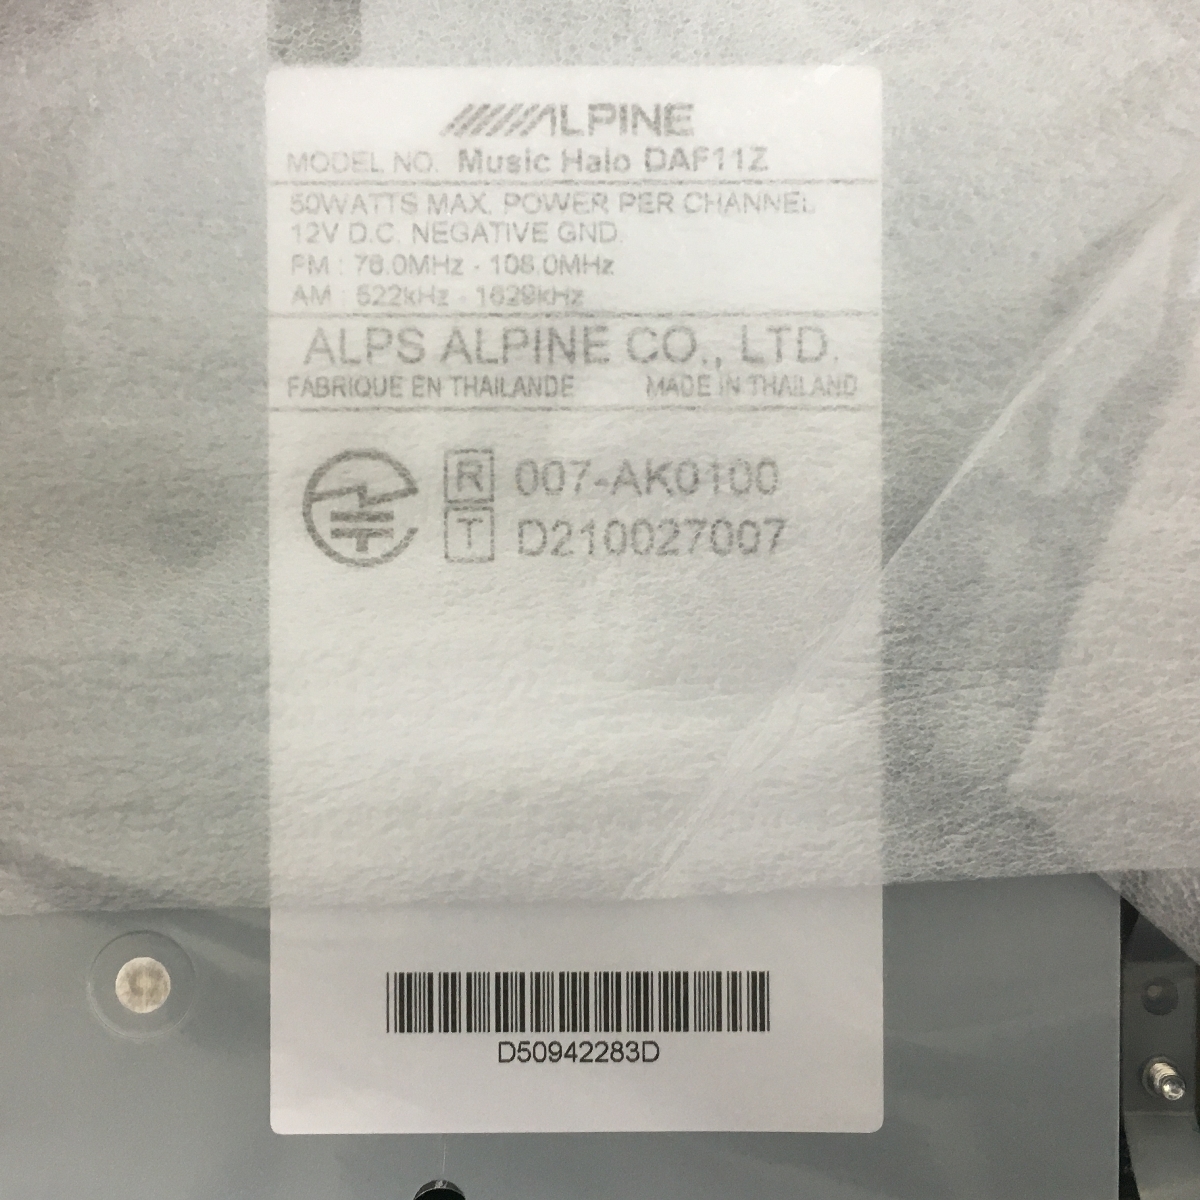 ALPINE
MODEL NO. Music Halo DAF11Z
50WATTS MAX. POWER PER CHANNEL
12V D.C. NEGATIVE GND.
FM : 76.0MHz - 108.0MHz
AM : 522kHz - 1629kHz
ALPS ALPINE CO., LTD.
FABRIQUE EN THAILANDE MADE IN THAILAND
R 007-AK0100
T D210027007
D50942283D